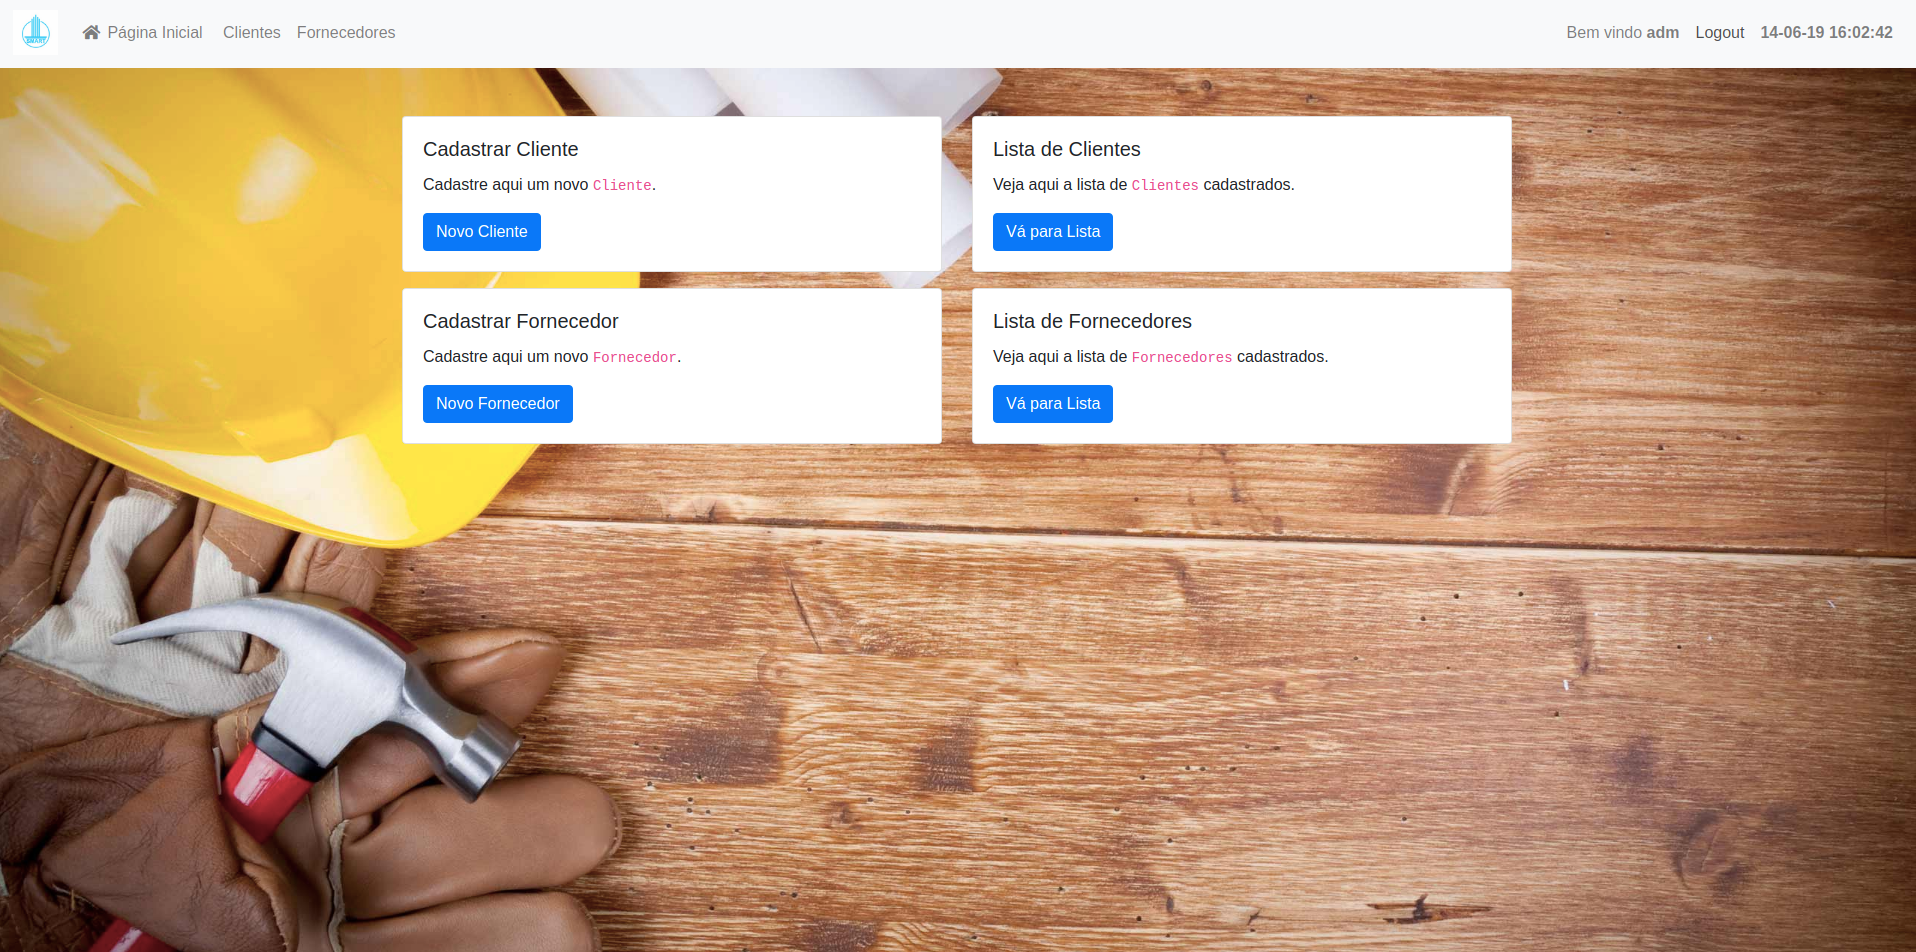 SMART
Página Inicial Clientes Fornecedores Bem vindo adm Logout 14-06-19 16:02:42
Cadastrar Cliente
Cadastre aqui um novo Cliente.
Novo Cliente
Lista de Clientes
Veja aqui a lista de Clientes cadastrados.
Vá para Lista
Cadastrar Fornecedor
Cadastre aqui um novo Fornecedor.
Novo Fornecedor
Lista de Fornecedores
Veja aqui a lista de Fornecedores cadastrados.
Vá para Lista